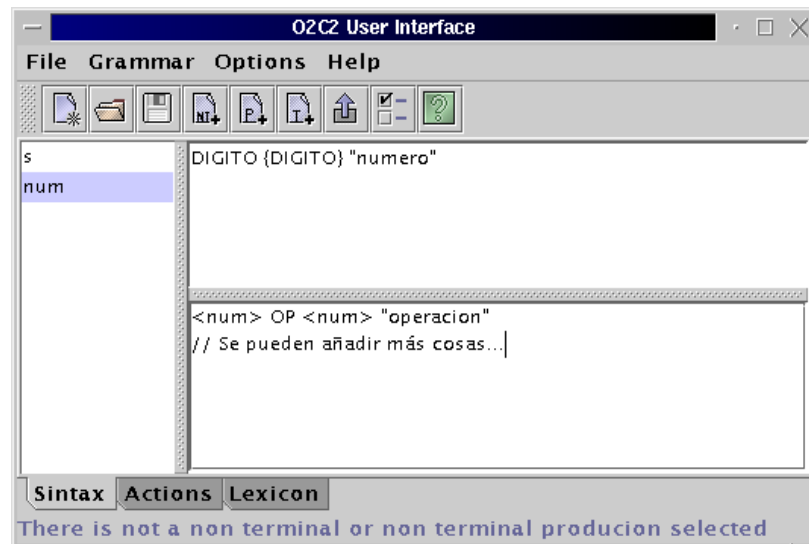 O2C2 User Interface
File Grammar Options Help
NT+ P+ I+
s
num
DIGITO {DIGITO} "numero"
<num> OP <num> "operacion"
// Se pueden añadir más cosas...
Sintax Actions Lexicon
There is not a non terminal or non terminal producion selected